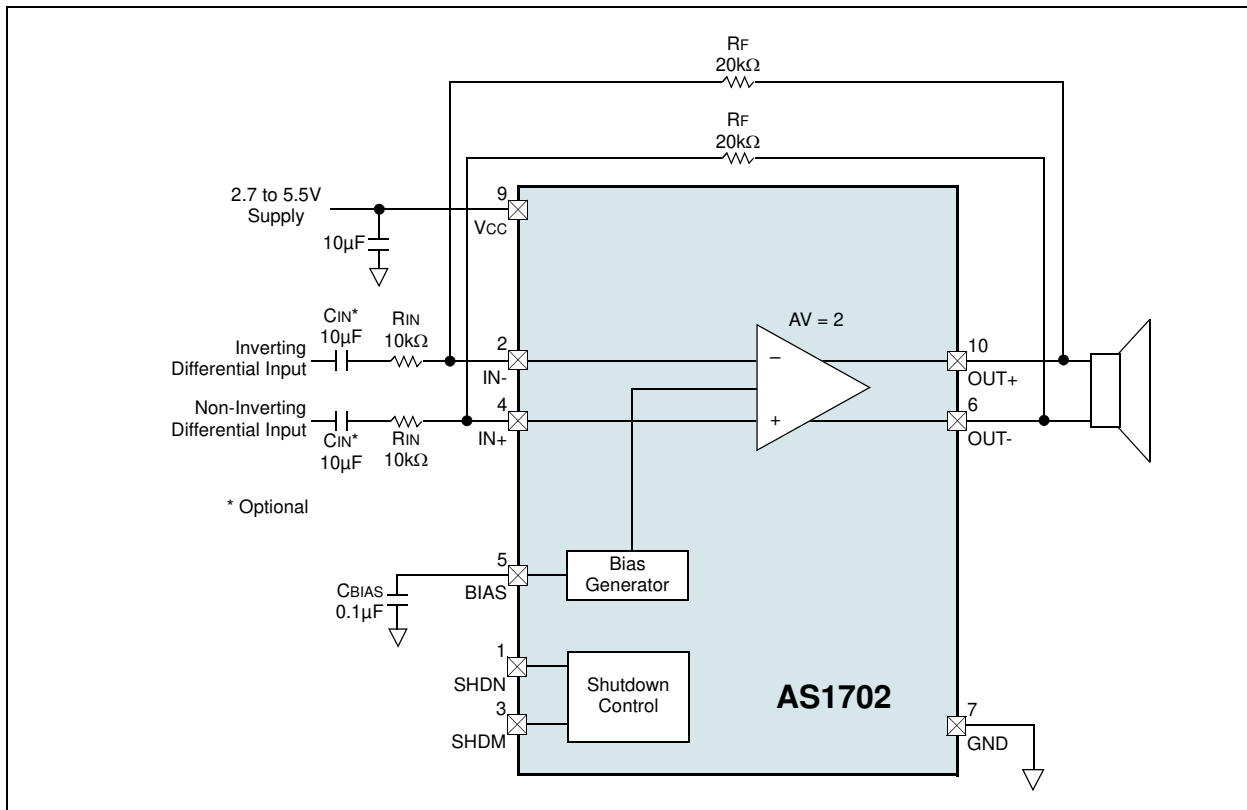 RF
20kΩ
RF
20kΩ
2.7 to 5.5V
Supply
9
VCC
10µF
CIN*
10µF
RIN
10kΩ
AV = 2
Inverting
Differential Input
2
IN-
–
10
OUT+
Non-Inverting
Differential Input
4
IN+
+
6
OUT-
CIN*
10µF
RIN
10kΩ
* Optional
5
BIAS
Bias
Generator
CBIAS
0.1µF
1
SHDN
Shutdown
Control
3
SHDM
AS1702
7
GND